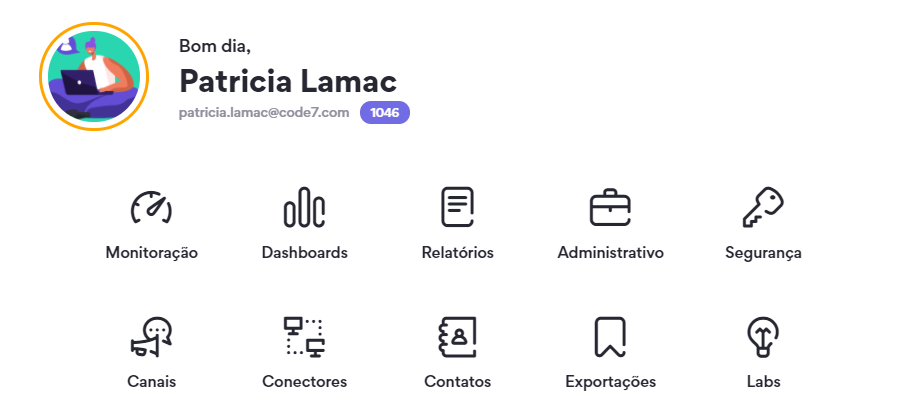 Bom dia,
Patricia Lamac
patricia.lamac@code7.com 1046
Monitoração Dashboards Relatórios Administrativo Segurança
Canais Conectores Contatos Exportações Labs